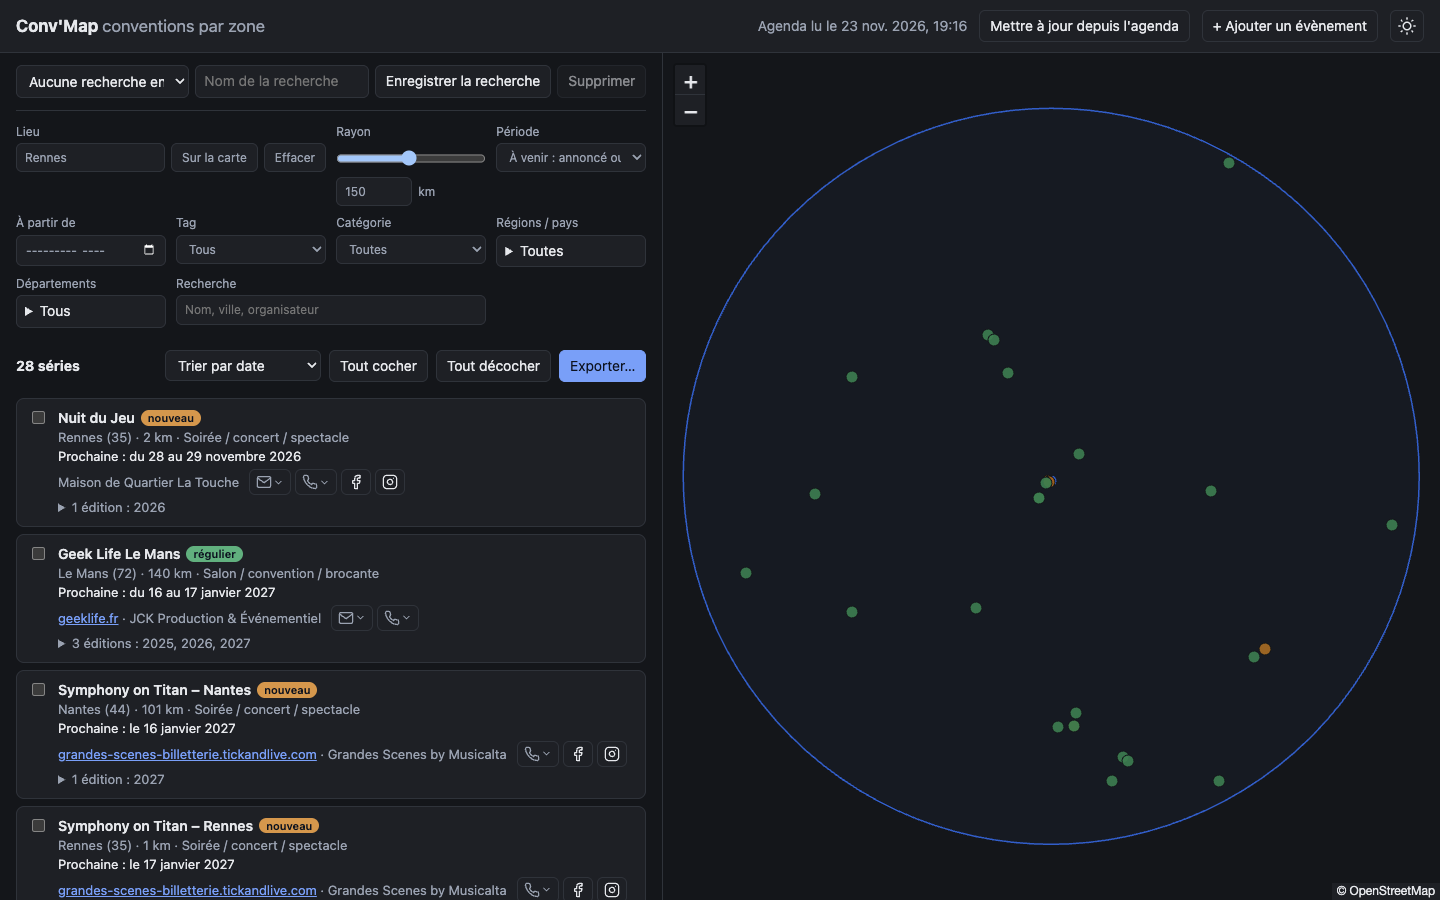 Conv'Map conventions par zone
Agenda lu le 23 nov. 2026, 19:16
Mettre à jour depuis l'agenda
+ Ajouter un évènement
Aucune recherche en
Nom de la recherche
Enregistrer la recherche
Supprimer
Lieu
Rayon
Période
Rennes
Sur la carte
Effacer
À venir : annoncé ou
150 km
À partir de
Tag
Catégorie
Régions / pays
--------- ----
Tous
Toutes
Toutes
Départements
Recherche
Tous
Nom, ville, organisateur
28 séries
Trier par date
Tout cocher
Tout décocher
Exporter...
Nuit du Jeu nouveau
Rennes (35) · 2 km · Soirée / concert / spectacle
Prochaine : du 28 au 29 novembre 2026
Maison de Quartier La Touche
1 édition : 2026
Geek Life Le Mans régulier
Le Mans (72) · 140 km · Salon / convention / brocante
Prochaine : du 16 au 17 janvier 2027
geeklife.fr · JCK Production & Événementiel
3 éditions : 2025, 2026, 2027
Symphony on Titan – Nantes nouveau
Nantes (44) · 101 km · Soirée / concert / spectacle
Prochaine : le 16 janvier 2027
grandes-scenes-billetterie.tickandlive.com · Grandes Scenes by Musicalta
1 édition : 2027
Symphony on Titan – Rennes nouveau
Rennes (35) · 1 km · Soirée / concert / spectacle
Prochaine : le 17 janvier 2027
grandes-scenes-billetterie.tickandlive.com · Grandes Scenes by Musicalta
+
−
© OpenStreetMap